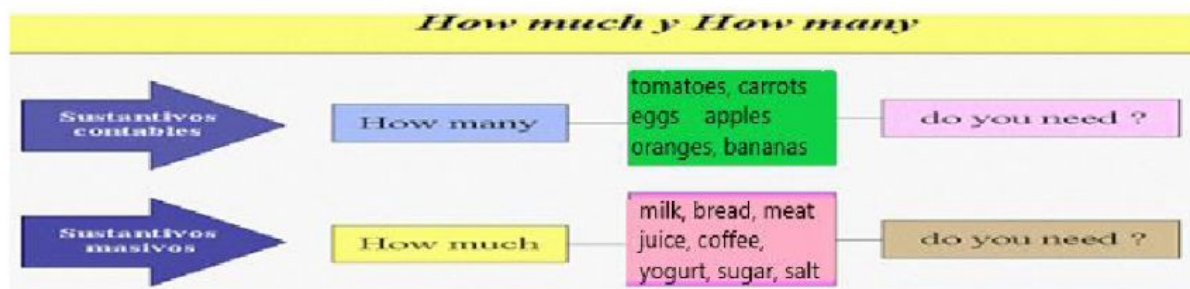 How much y How many
Sustantivos
contables
How many
tomatoes, carrots
eggs apples
oranges, bananas
do you need ?
Sustantivos
masivos
How much
milk, bread, meat
juice, coffee,
yogurt, sugar, salt
do you need ?